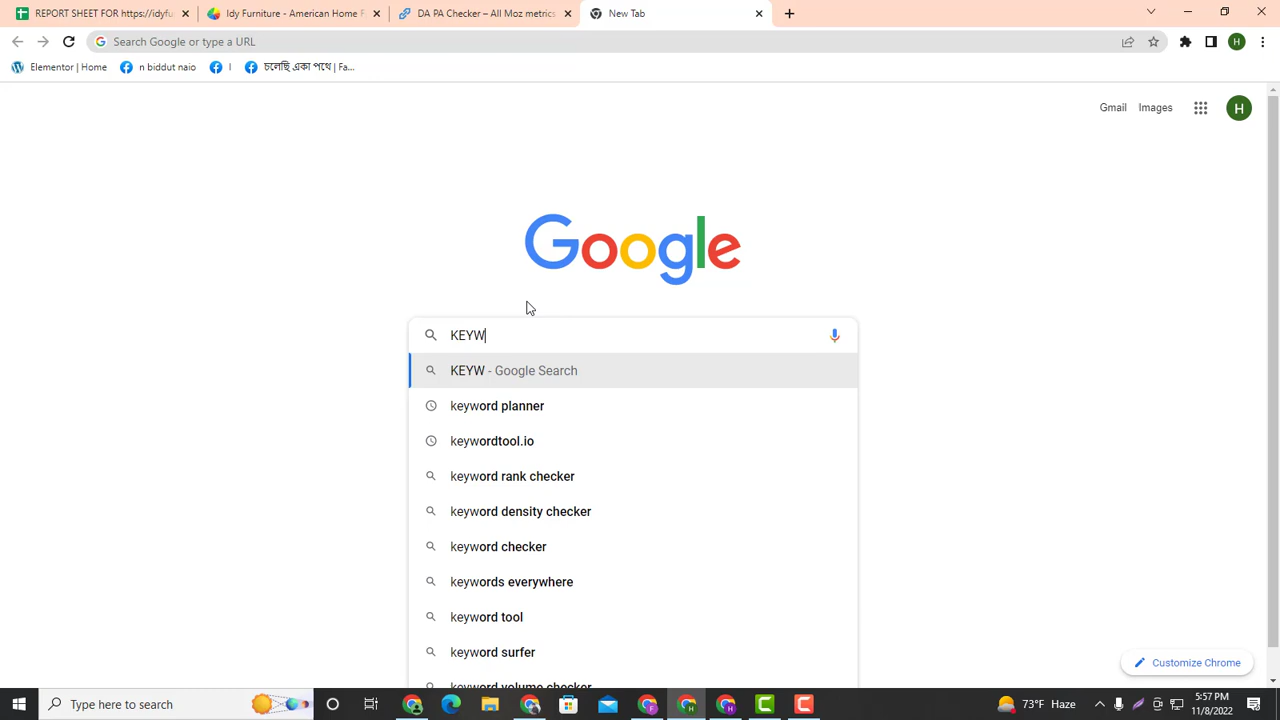 REPORT SHEET FOR https://idyfu
Idy Furniture - American Home F
DA PA Checker – All Moz metrics
New Tab
Search Google or type a URL
H
Elementor | Home
n biddut naio
l
চলেছি একা পথে | Fa...
Gmail
Images
H
Google
KEYW
KEYW - Google Search
keyword planner
keywordtool.io
keyword rank checker
keyword density checker
keyword checker
keywords everywhere
keyword tool
keyword surfer
keyword volume checker
Customize Chrome
Type here to search
73°F Haze
5:57 PM
11/8/2022